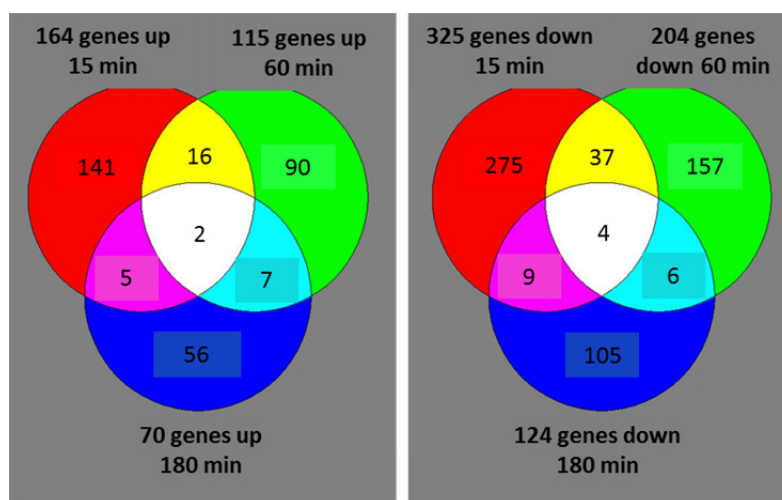 164 genes up
15 min
115 genes up
60 min
141
16
90
2
5
7
56
70 genes up
180 min
325 genes down
15 min
204 genes
down 60 min
275
37
157
4
9
6
105
124 genes down
180 min